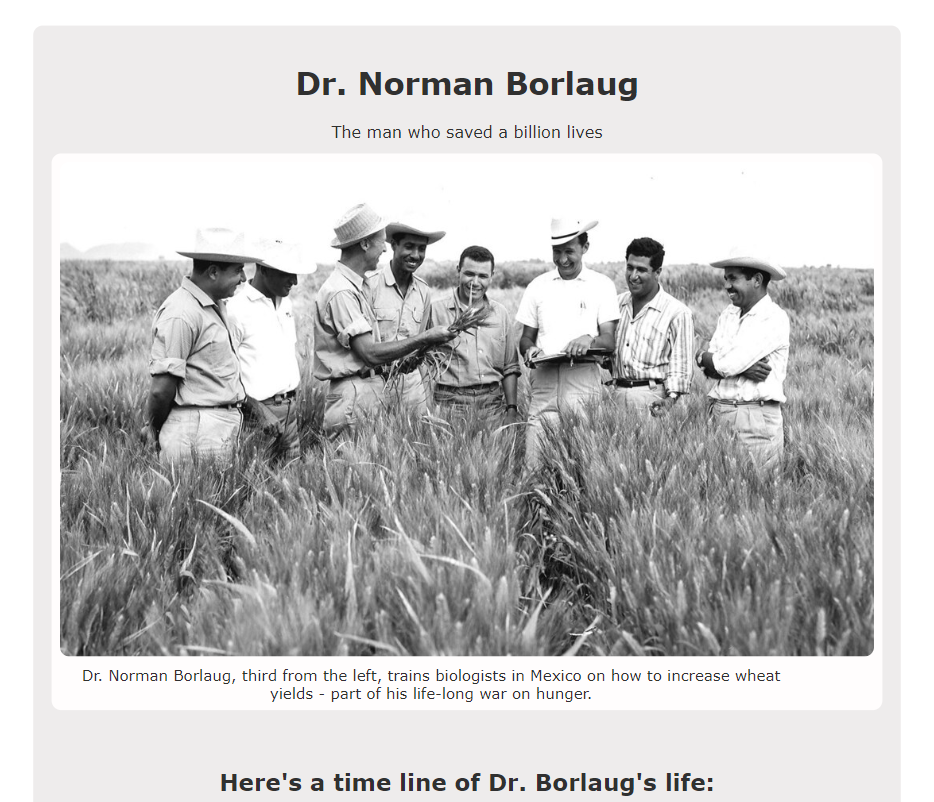 Dr. Norman Borlaug
The man who saved a billion lives
Dr. Norman Borlaug, third from the left, trains biologists in Mexico on how to increase wheat
yields - part of his life-long war on hunger.
Here's a time line of Dr. Borlaug's life: